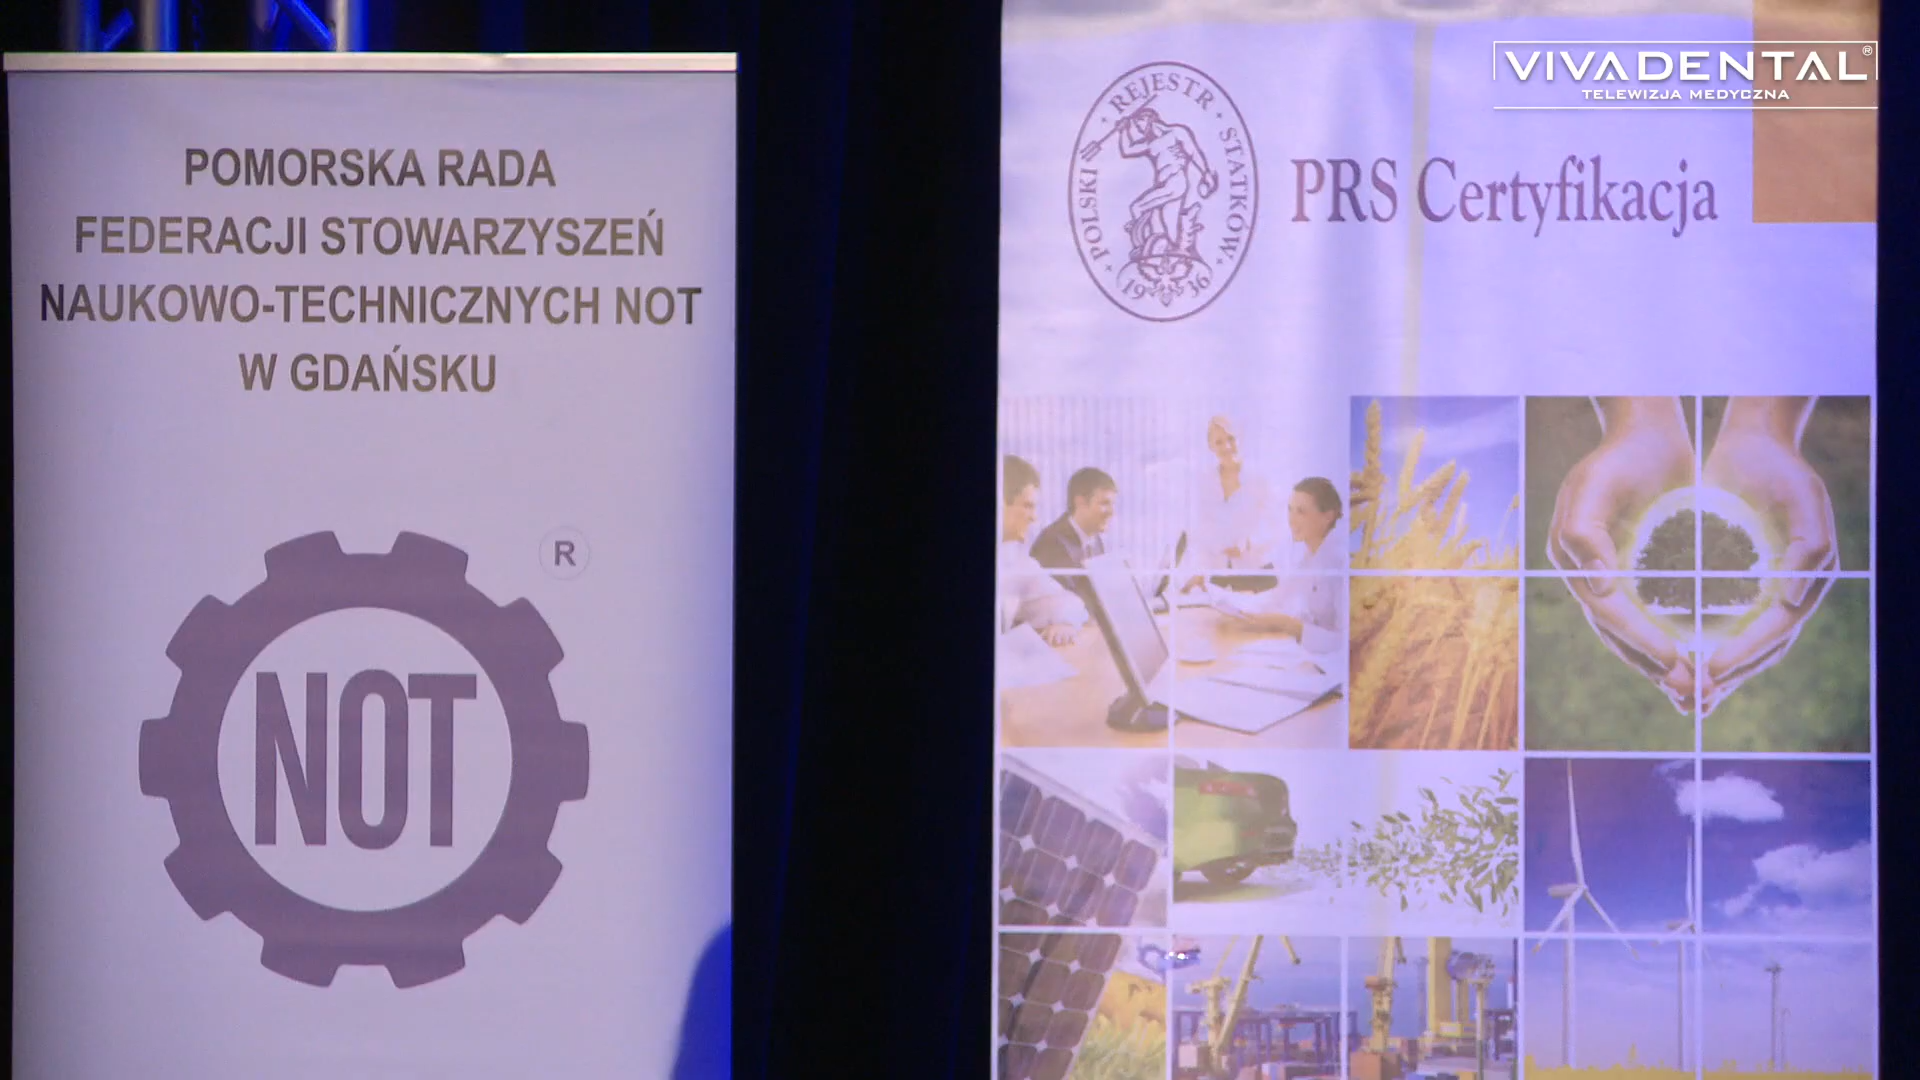 POMORSKA RADA
FEDERACJI STOWARZYSZEŃ
NAUKOWO-TECHNICZNYCH NOT
W GDAŃSKU
R
NOT
POLSKI REJESTR STATKÓW
1936
PRS Certyfikacja
VIVADENTAL®
TELEWIZJA MEDYCZNA